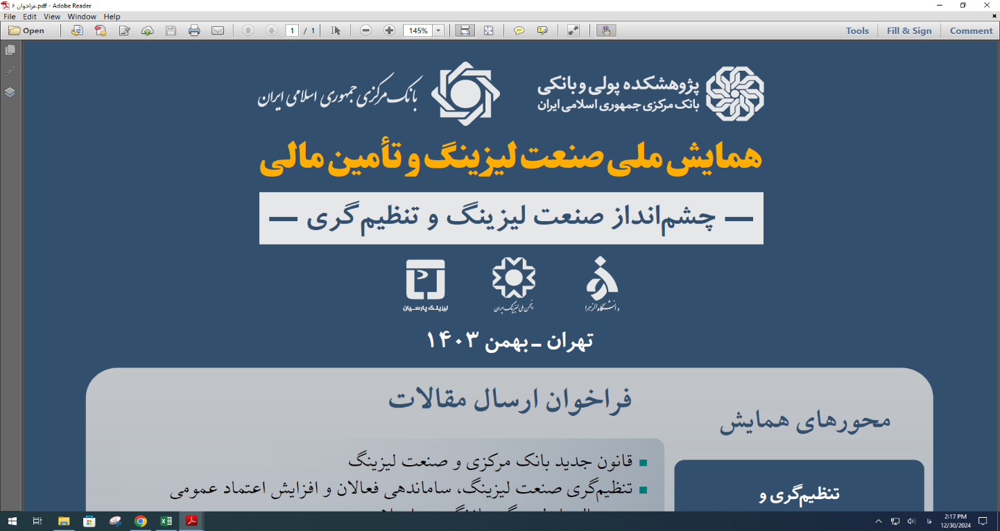 فراخوان ۶.pdf - Adobe Reader
File Edit View Window Help
Open 1 / 1 145% Tools Fill & Sign Comment
پژوهشکده پولی و بانکی
بانک مرکزی جمهوری اسلامی ایران
بانک مرکزی جمهوری اسلامی ایران
همایش ملی صنعت لیزینگ و تأمین مالی
— چشم‌انداز صنعت لیزینگ و تنظیم‌گری —
دانشگاه الزهرا
انجمن ملی لیزینگ ایران
لیزینگ پارسیان
تهران ـ بهمن ۱۴۰۳
فراخوان ارسال مقالات
محورهای همایش
قانون جدید بانک مرکزی و صنعت لیزینگ
تنظیم‌گری صنعت لیزینگ، ساماندهی فعالان و افزایش اعتماد عمومی
تنظیم‌گری و
فا
2:17 PM
12/30/2024